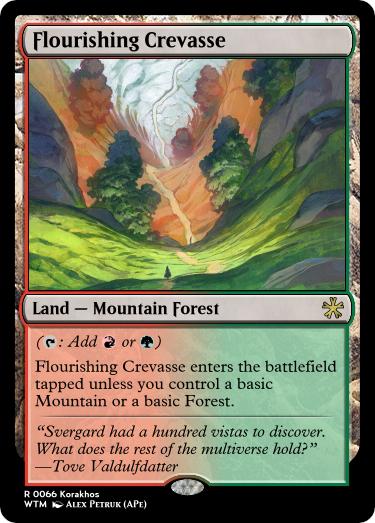 Flourishing Crevasse
Land — Mountain Forest
(: Add or )
Flourishing Crevasse enters the battlefield
tapped unless you control a basic
Mountain or a basic Forest.
“Svergard had a hundred vistas to discover.
What does the rest of the multiverse hold?”
—Tove Valdulfdatter
R 0066 Korakhos
WTM Alex Petruk (APe)